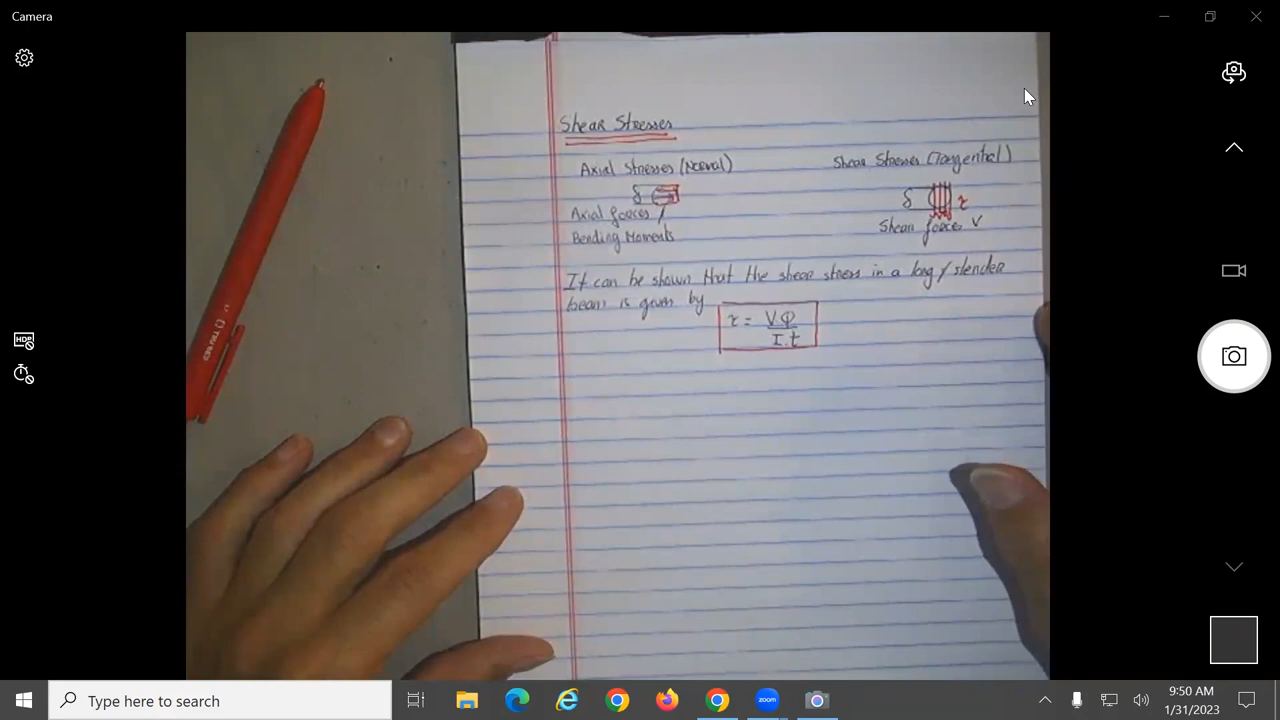 Camera
Shear Stresses
Axial Stresses (Normal)
Shear Stresses (Tangential)
δ
δ
τ
Axial forces /
Bending Moments
Shear forces V
It can be shown that the shear stress in a long / slender
beam is given by
τ = VQ
I.t
Type here to search
zoom
9:50 AM
1/31/2023